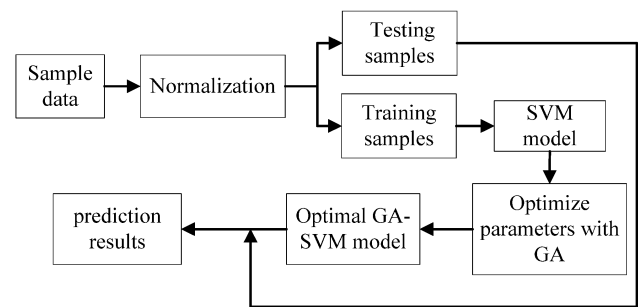 Sample
data
Normalization
Testing
samples
Training
samples
SVM
model
prediction
results
Optimal GA-
SVM model
Optimize
parameters with
GA